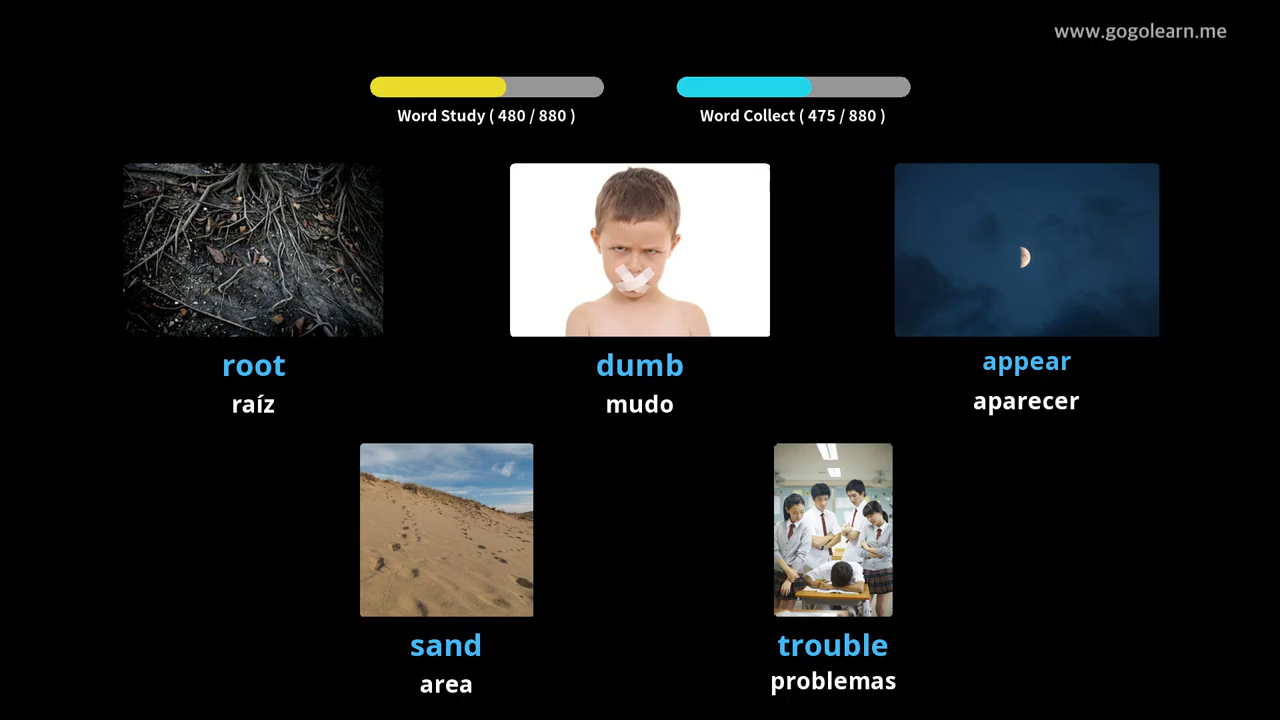 www.gogolearn.me
Word Study ( 480 / 880 )
Word Collect ( 475 / 880 )
root
raíz
dumb
mudo
appear
aparecer
sand
area
trouble
problemas